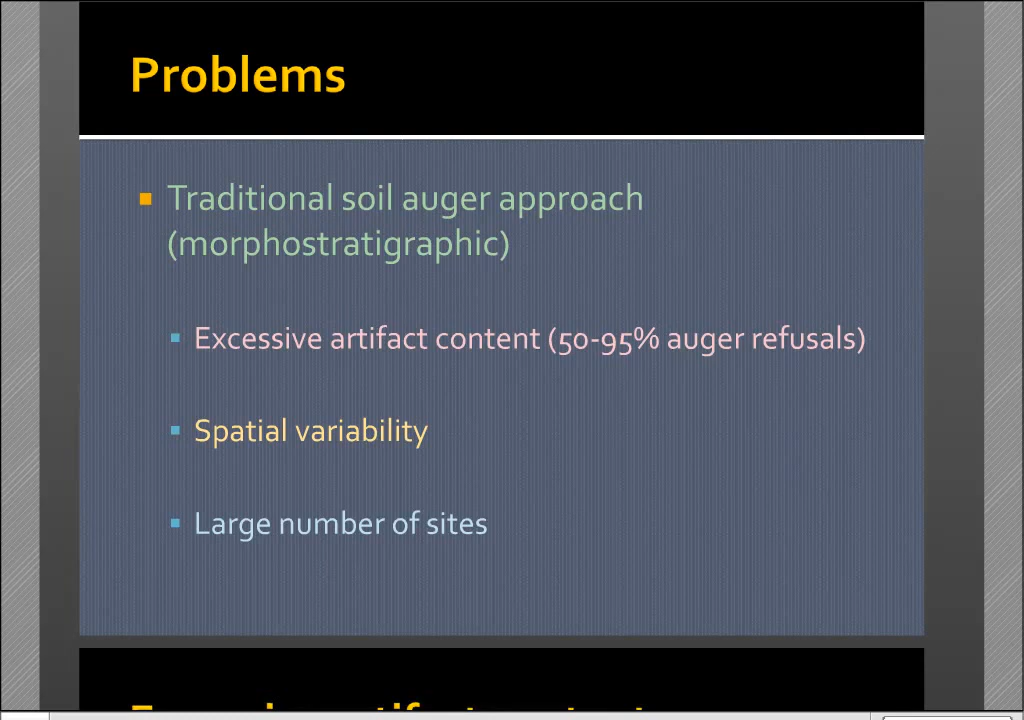 Problems
Traditional soil auger approach
(morphostratigraphic)
Excessive artifact content (50-95% auger refusals)
Spatial variability
Large number of sites